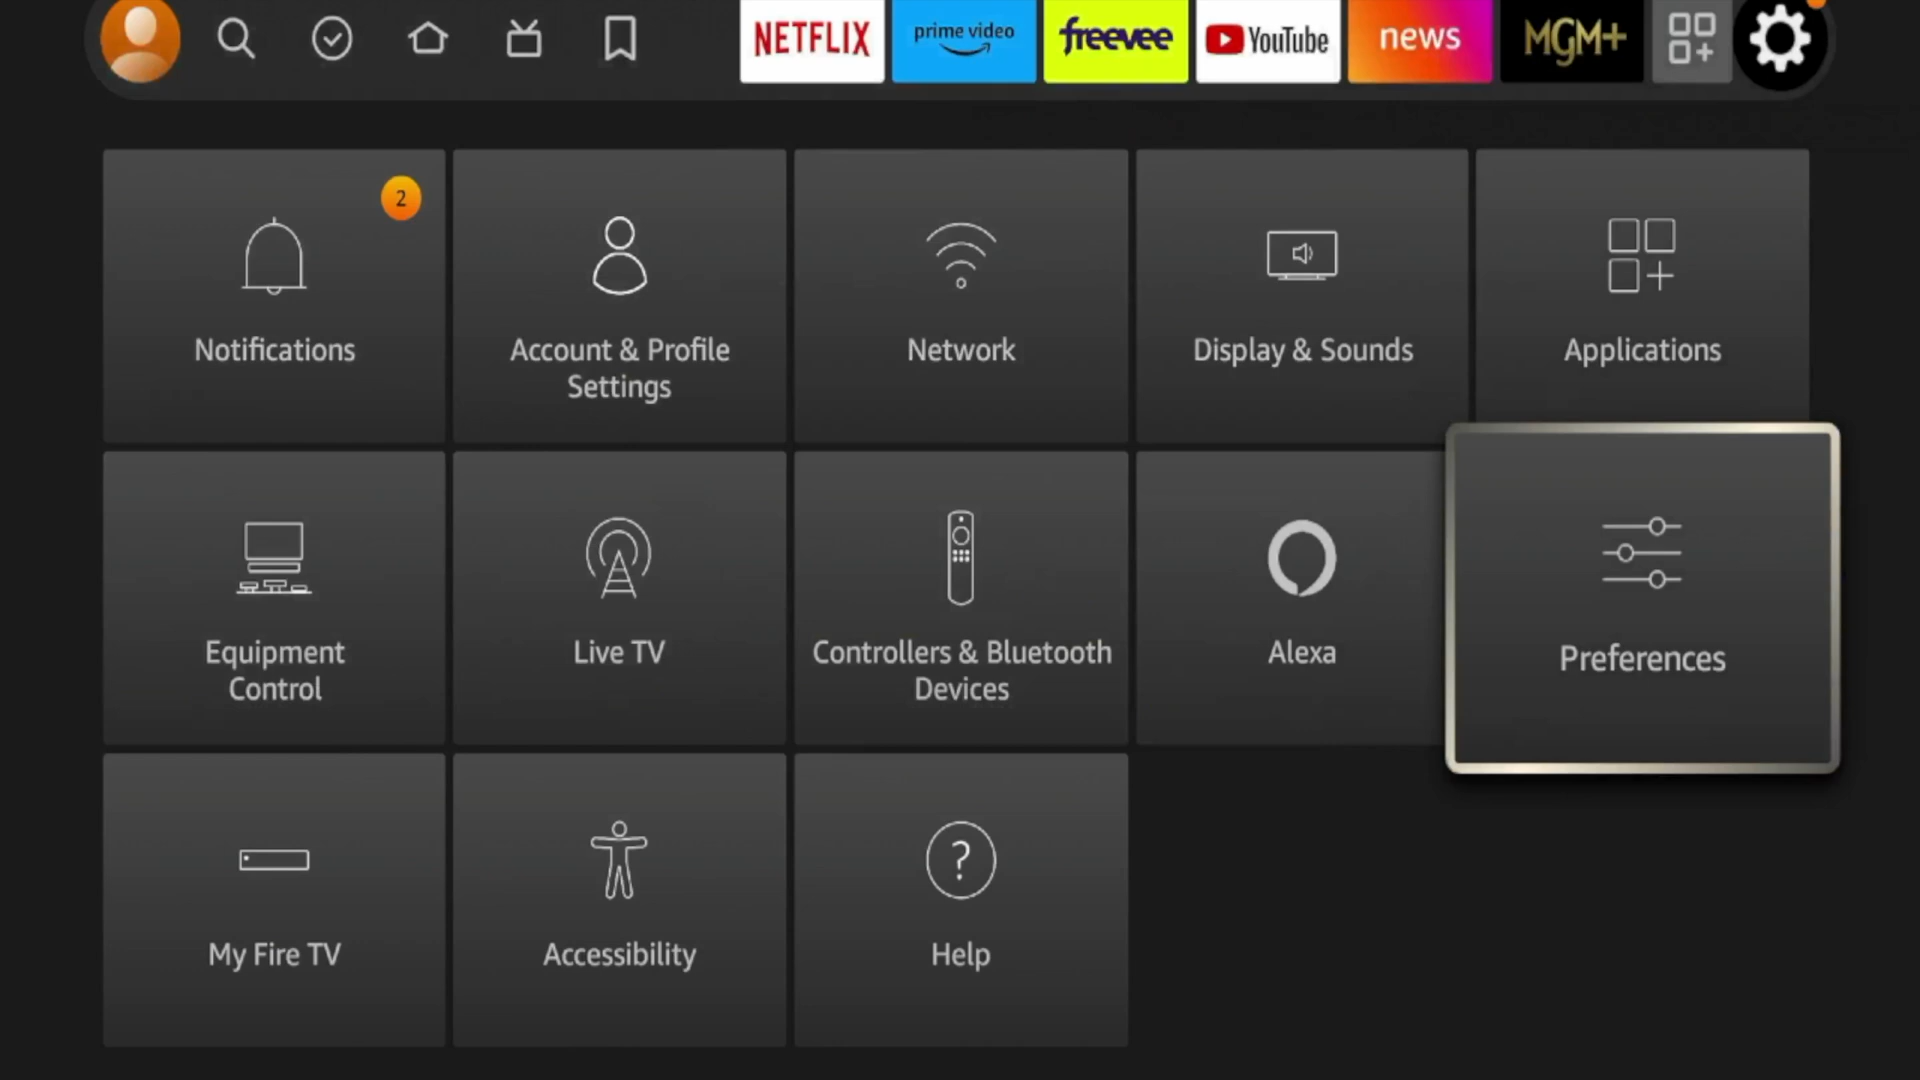 NETFLIX
prime video
freevee
YouTube
news
MGM+
2
Notifications
Account & Profile
Settings
Network
Display & Sounds
Applications
Equipment
Control
Live TV
Controllers & Bluetooth
Devices
Alexa
Preferences
My Fire TV
Accessibility
?
Help